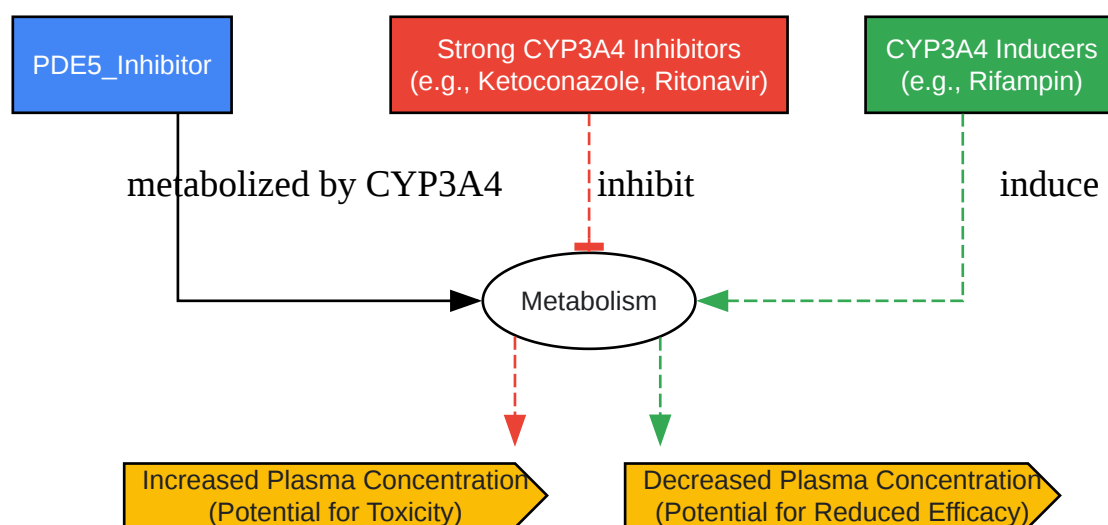 PDE5_Inhibitor
Strong CYP3A4 Inhibitors
(e.g., Ketoconazole, Ritonavir)
CYP3A4 Inducers
(e.g., Rifampin)
metabolized by CYP3A4
inhibit
induce
Metabolism
Increased Plasma Concentration
(Potential for Toxicity)
Decreased Plasma Concentration
(Potential for Reduced Efficacy)